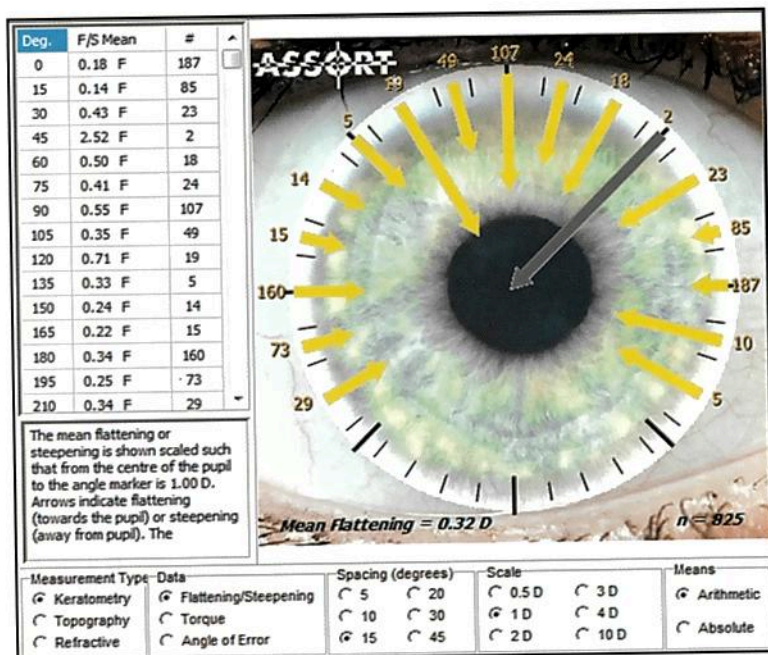 Deg. F/S Mean #
0 0.18 F 187
15 0.14 F 85
30 0.43 F 23
45 2.52 F 2
60 0.50 F 18
75 0.41 F 24
90 0.55 F 107
105 0.35 F 49
120 0.71 F 19
135 0.33 F 5
150 0.24 F 14
165 0.22 F 15
180 0.34 F 160
195 0.25 F 73
210 0.34 F 29
The mean flattening or
steepening is shown scaled such
that from the centre of the pupil
to the angle marker is 1.00 D.
Arrows indicate flattening
(towards the pupil) or steepening
(away from pupil). The
ASSORT
107
49 24
19 18
5 2
14 23
15 85
160 187
73 10
29 5
Mean Flattening = 0.32 D n = 825
Measurement Type
Keratometry
Topography
Refractive
Data
Flattening/Steepening
Torque
Angle of Error
Spacing (degrees)
5 20
10 30
15 45
Scale
0.5 D 3 D
1 D 4 D
2 D 10 D
Means
Arithmetic
Absolute